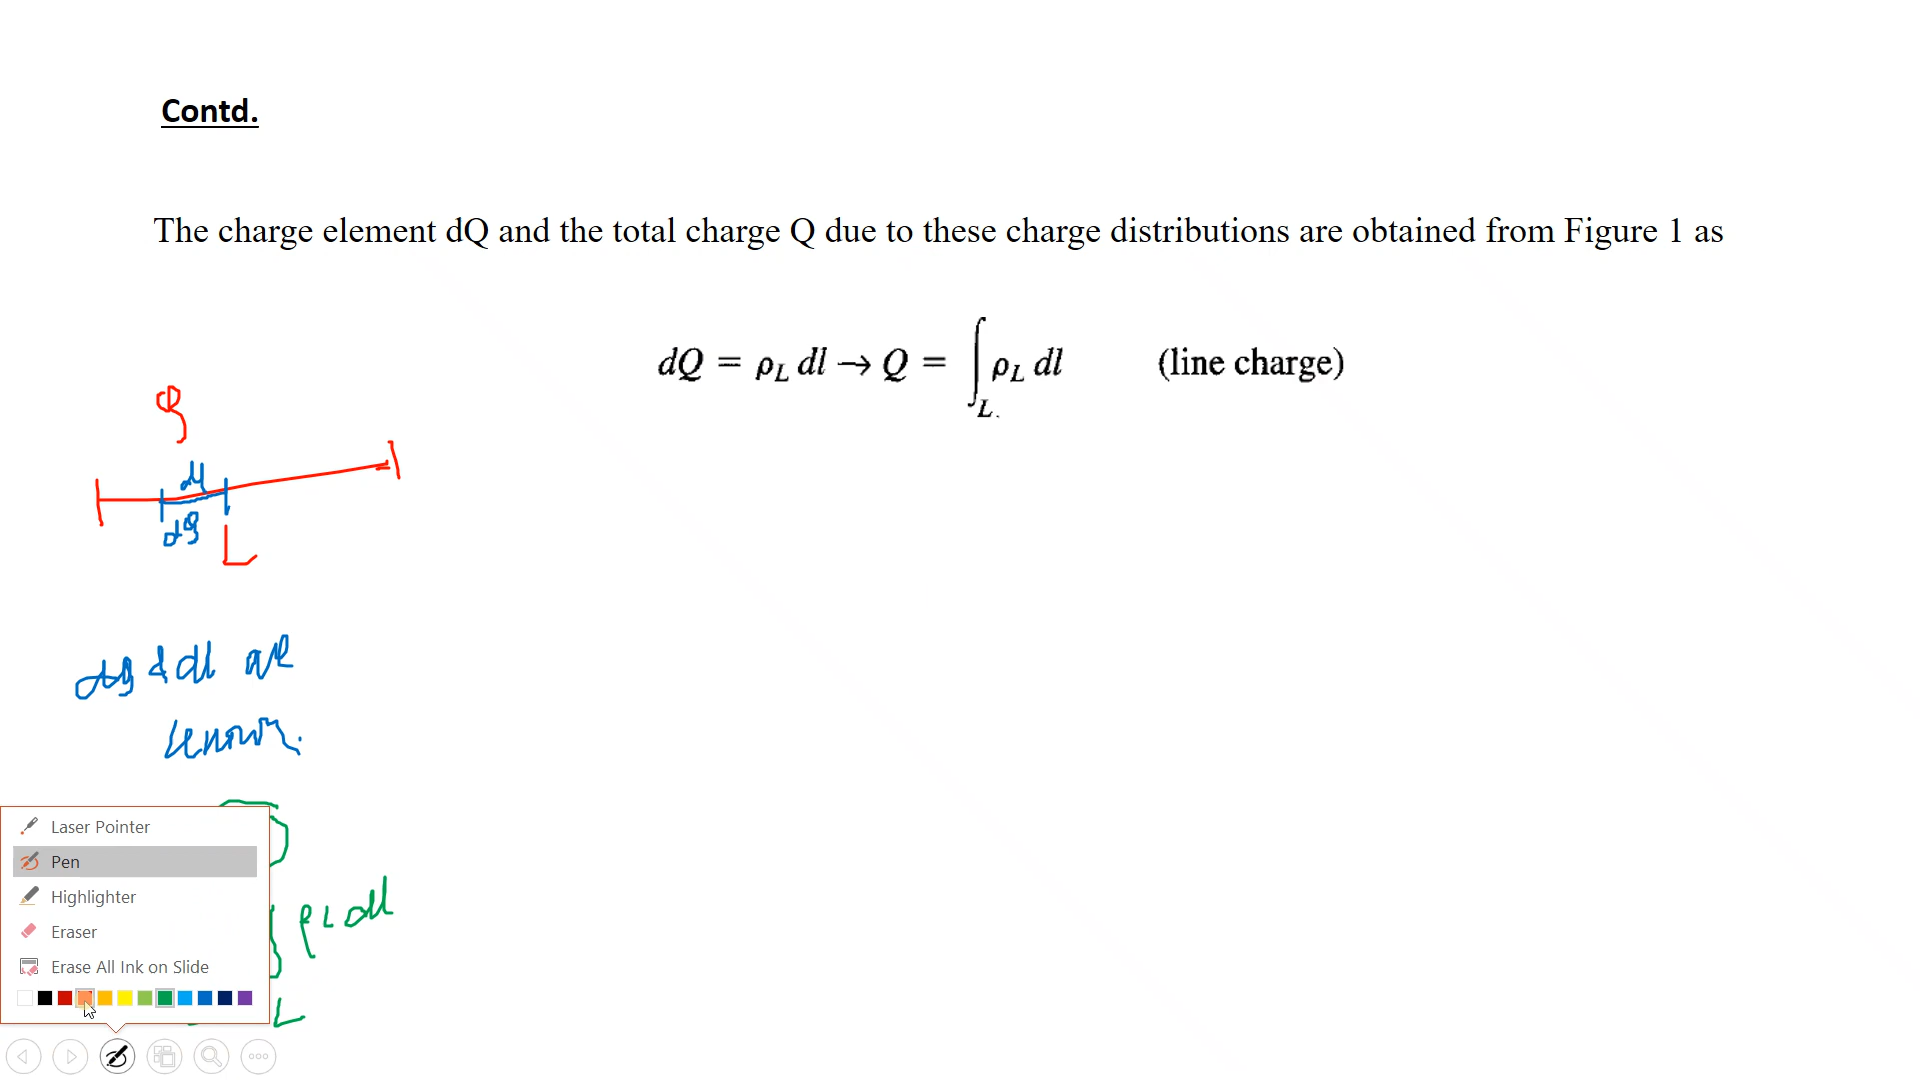 Contd.
The charge element dQ and the total charge Q due to these charge distributions are obtained from Figure 1 as
dQ = ρL dl → Q = ∫L ρL dl (line charge)
Q
dl
dQ
L
dQ & dl are
known.
Laser Pointer
Pen
ρL dl
Highlighter
Eraser
Erase All Ink on Slide
L